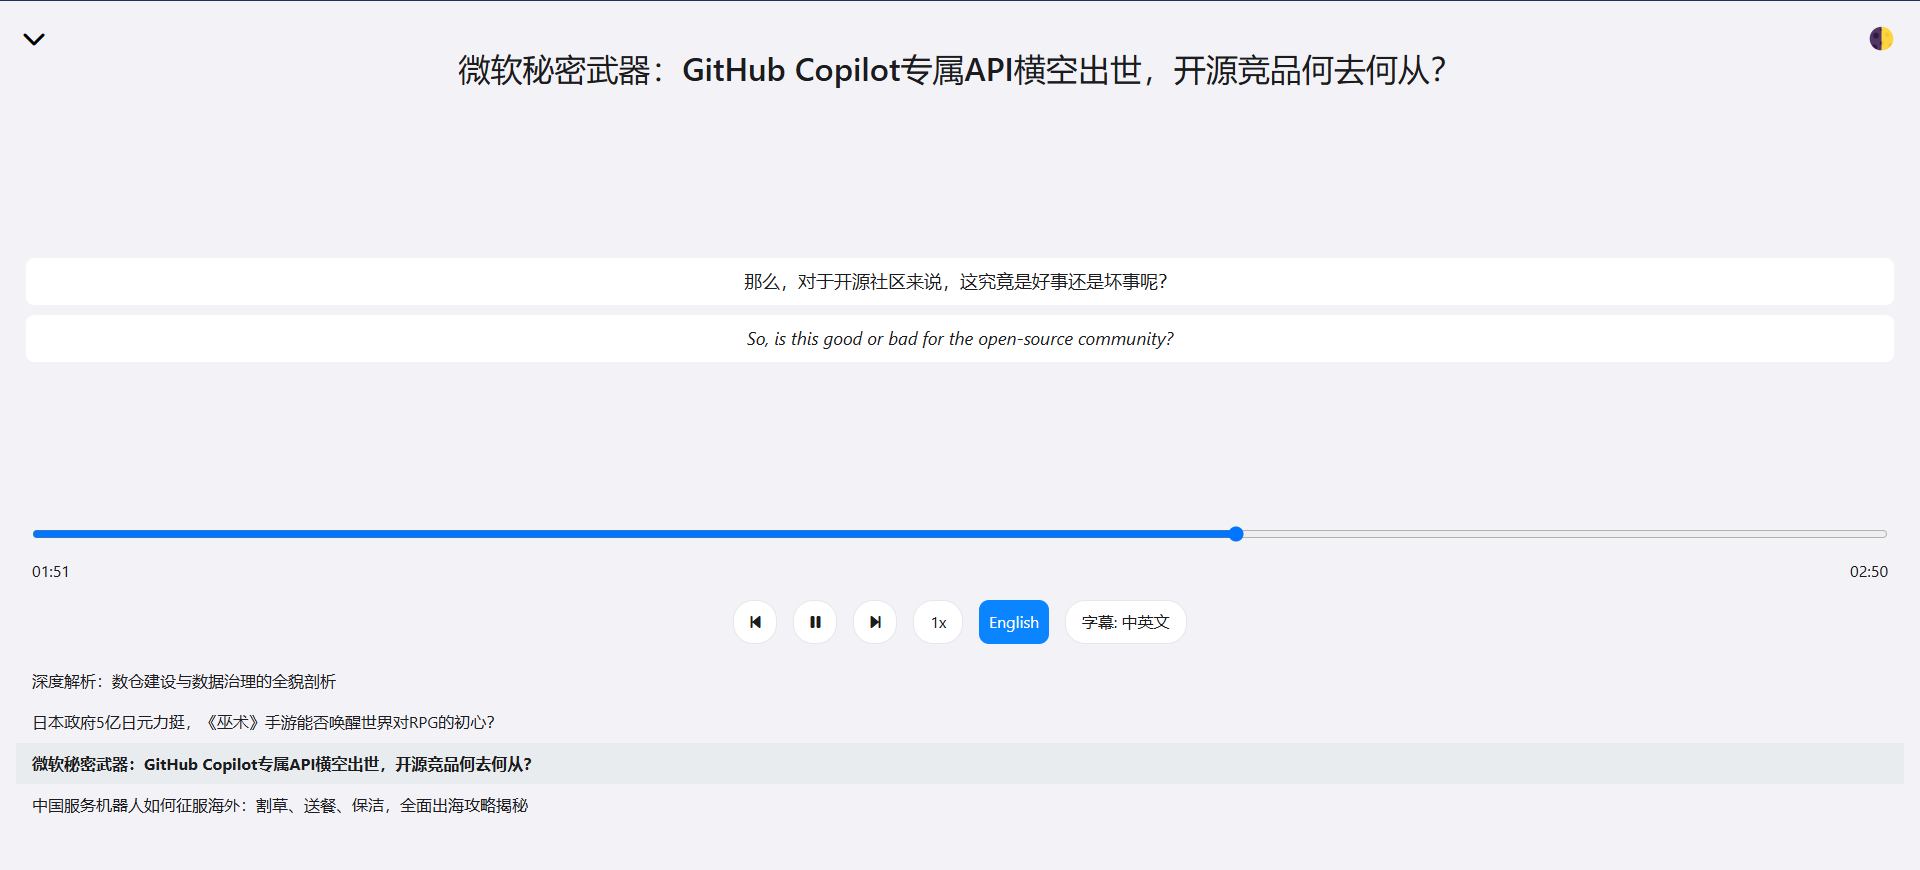 微软秘密武器：GitHub Copilot专属API横空出世，开源竞品何去何从？
那么，对于开源社区来说，这究竟是好事还是坏事呢？
So, is this good or bad for the open-source community?
01:51
02:50
1x
English
字幕: 中英文
深度解析：数仓建设与数据治理的全貌剖析
日本政府5亿日元力挺，《巫术》手游能否唤醒世界对RPG的初心？
微软秘密武器：GitHub Copilot专属API横空出世，开源竞品何去何从？
中国服务机器人如何征服海外：割草、送餐、保洁，全面出海攻略揭秘